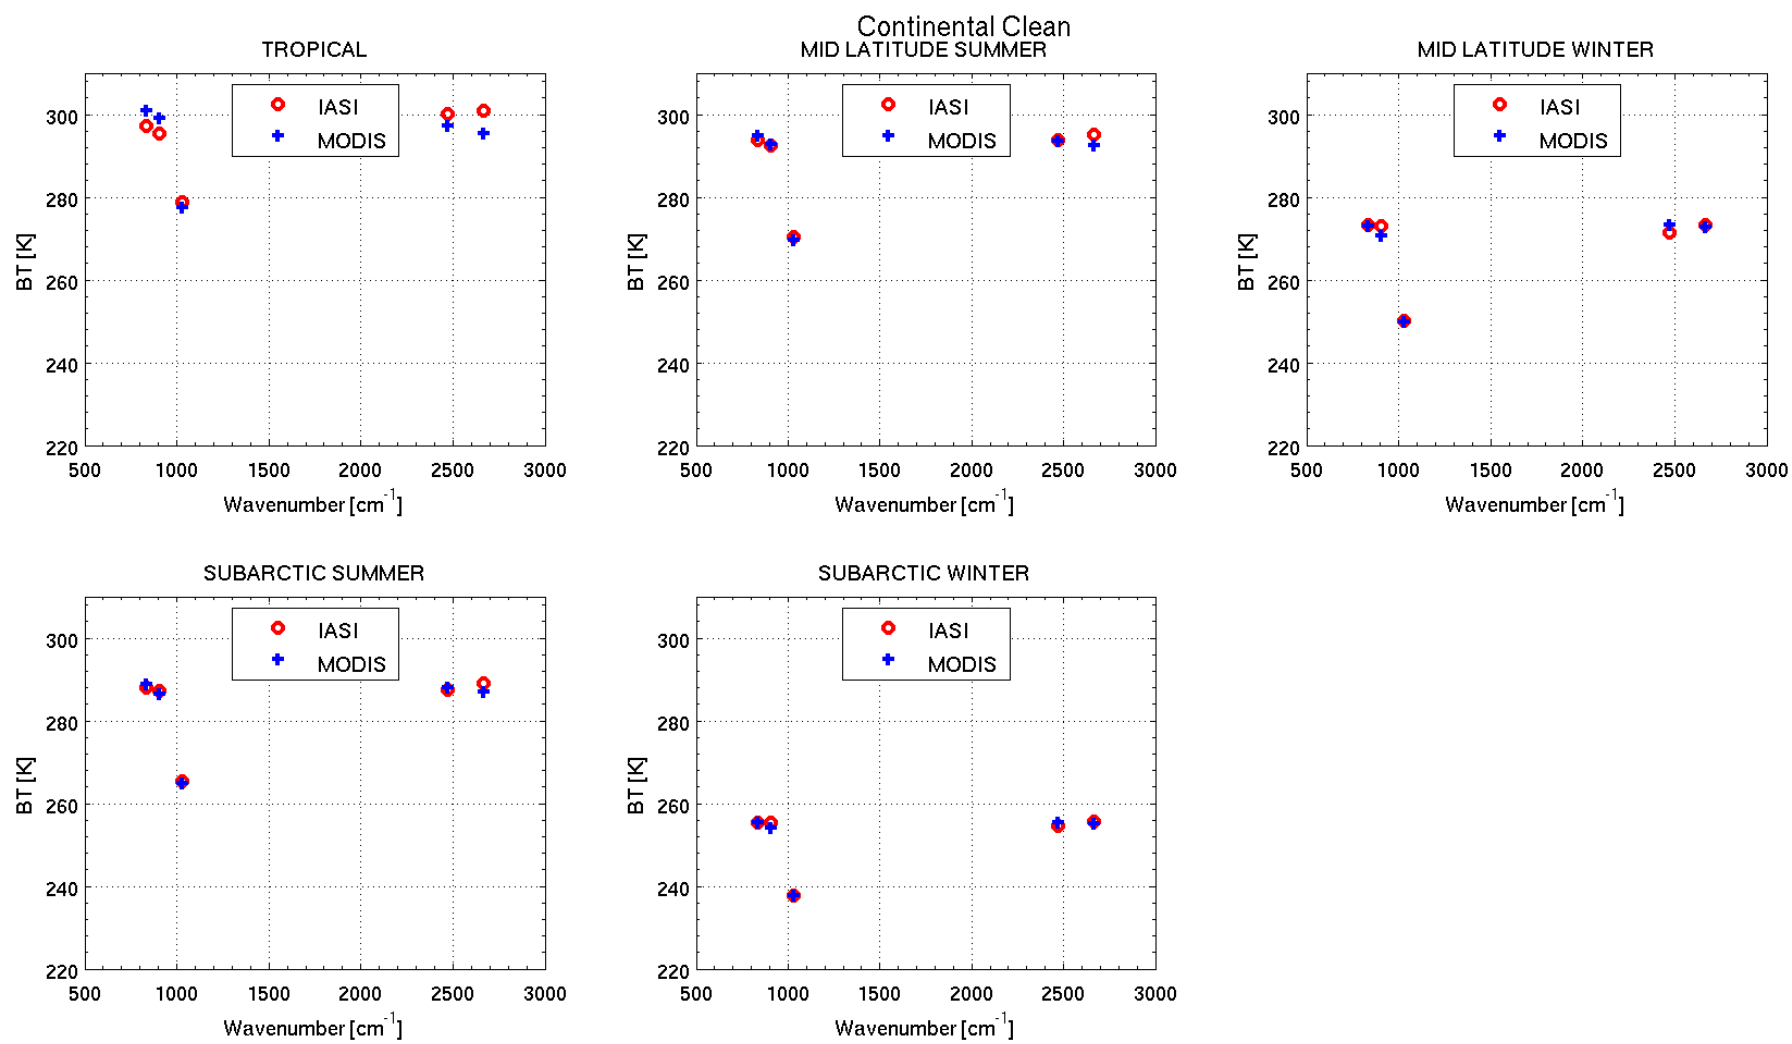 Continental Clean
TROPICAL
IASI
MODIS
300
280
260
240
220
BT [K]
500 1000 1500 2000 2500 3000
Wavenumber [cm-1]
MID LATITUDE SUMMER
IASI
MODIS
300
280
260
240
220
BT [K]
500 1000 1500 2000 2500 3000
Wavenumber [cm-1]
MID LATITUDE WINTER
IASI
MODIS
300
280
260
240
220
BT [K]
500 1000 1500 2000 2500 3000
Wavenumber [cm-1]
SUBARCTIC SUMMER
IASI
MODIS
300
280
260
240
220
BT [K]
500 1000 1500 2000 2500 3000
Wavenumber [cm-1]
SUBARCTIC WINTER
IASI
MODIS
300
280
260
240
220
BT [K]
500 1000 1500 2000 2500 3000
Wavenumber [cm-1]